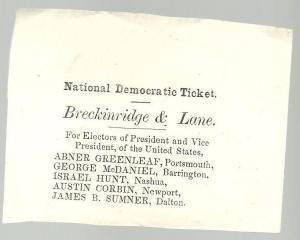 National Democratic Ticket.
Breckinridge & Lane.
For Electors of President and Vice
President, of the United States,
ABNER GREENLEAF, Portsmouth,
GEORGE McDANIEL, Barrington,
ISRAEL HUNT, Nashua,
AUSTIN CORBIN, Newport,
JAMES B. SUMNER, Dalton.